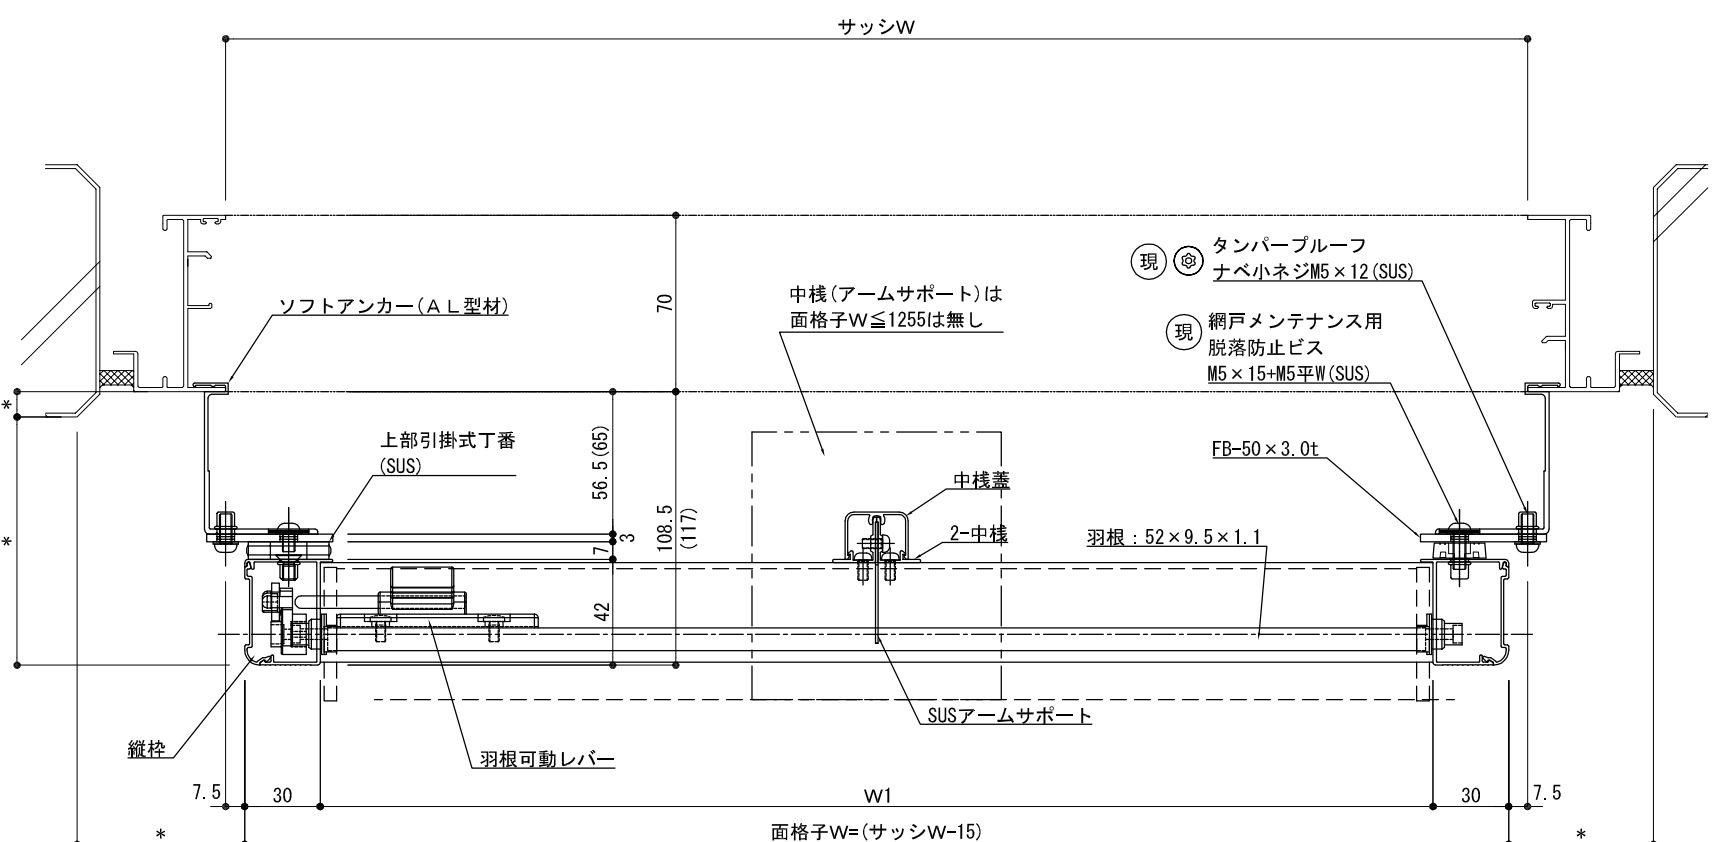 サッシW
タンパープルーフ
現
ナベ小ネジM5×12(SUS)
中桟(アームサポート)は
面格子W≦1255は無し
ソフトアンカー(ＡＬ型材)
70
網戸メンテナンス用
現
脱落防止ビス
M5×15+M5平W(SUS)
*
上部引掛式丁番
(SUS)
56.5(65)
FB-50×3.0t
中桟蓋
108.5
(117)
2-中桟
羽根：52×9.5×1.1
*
3
7
42
SUSアームサポート
縦枠
羽根可動レバー
7.5
30
W1
30
7.5
*
面格子W=(サッシW-15)
*